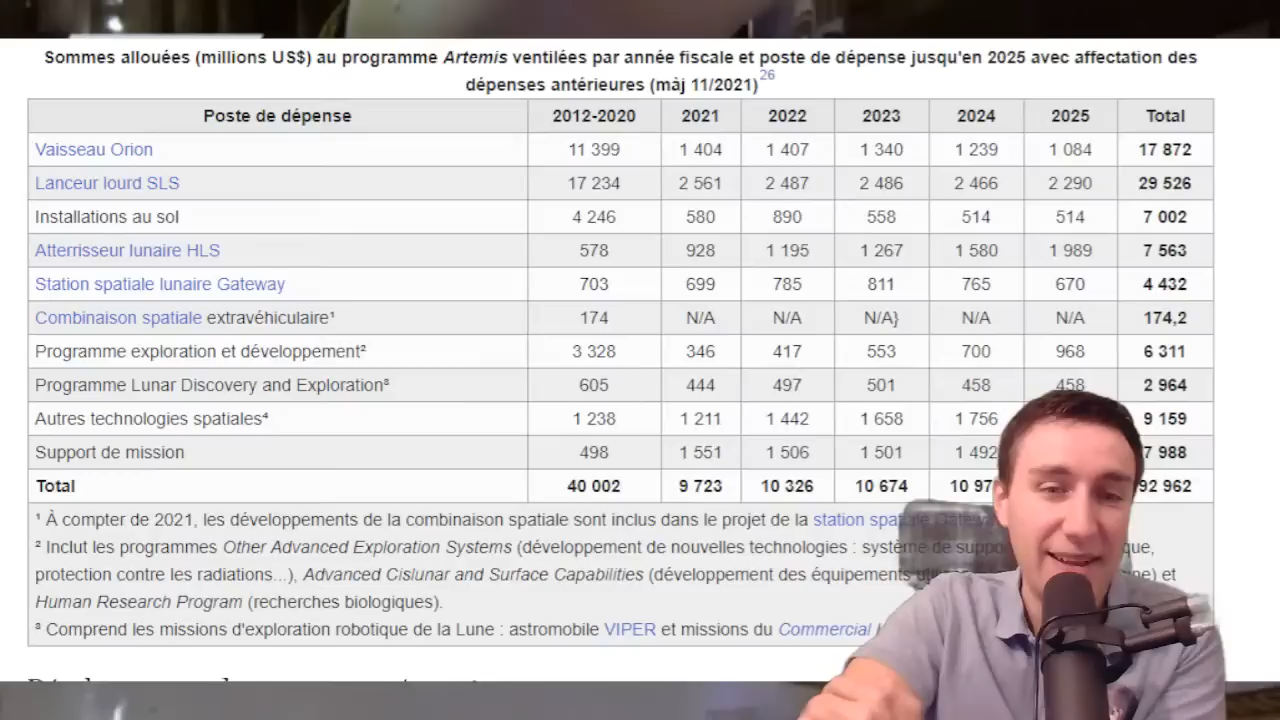 Sommes allouées (millions US$) au programme Artemis ventilées par année fiscale et poste de dépense jusqu'en 2025 avec affectation des
dépenses antérieures (màj 11/2021)26
Poste de dépense 2012-2020 2021 2022 2023 2024 2025 Total
Vaisseau Orion 11 399 1 404 1 407 1 340 1 239 1 084 17 872
Lanceur lourd SLS 17 234 2 561 2 487 2 486 2 466 2 290 29 526
Installations au sol 4 246 580 890 558 514 514 7 002
Atterrisseur lunaire HLS 578 928 1 195 1 267 1 580 1 989 7 563
Station spatiale lunaire Gateway 703 699 785 811 765 670 4 432
Combinaison spatiale extravéhiculaire¹ 174 N/A N/A N/A} N/A N/A 174,2
Programme exploration et développement² 3 328 346 417 553 700 968 6 311
Programme Lunar Discovery and Exploration³ 605 444 497 501 458 458 2 964
Autres technologies spatiales⁴ 1 238 1 211 1 442 1 658 1 756 9 159
Support de mission 498 1 551 1 506 1 501 1 492 7 988
Total 40 002 9 723 10 326 10 674 10 97 92 962
¹ À compter de 2021, les développements de la combinaison spatiale sont inclus dans le projet de la station spatiale
² Inclut les programmes Other Advanced Exploration Systems (développement de nouvelles technologies : système de que,
protection contre les radiations...), Advanced Cislunar and Surface Capabilities (développement des équipements et
Human Research Program (recherches biologiques).
³ Comprend les missions d'exploration robotique de la Lune : astromobile VIPER et missions du Commercial